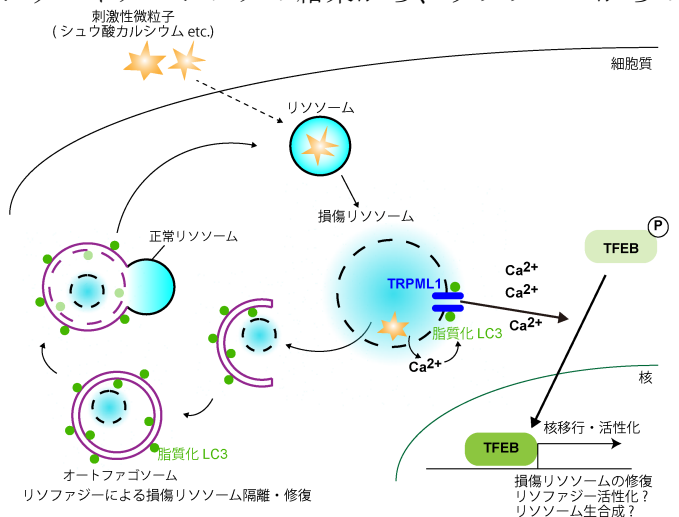 刺激性微粒子
( シュウ酸カルシウム etc.)
細胞質
リソソーム
損傷リソソーム
正常リソソーム
P
TFEB
TRPML1
Ca2+
Ca2+
Ca2+
脂質化 LC3
Ca2+
核
核移行・活性化
TFEB
脂質化 LC3
オートファゴソーム
リソファジーによる損傷リソソーム隔離・修復
損傷リソソームの修復
リソファジー活性化 ?
リソソーム生合成 ?